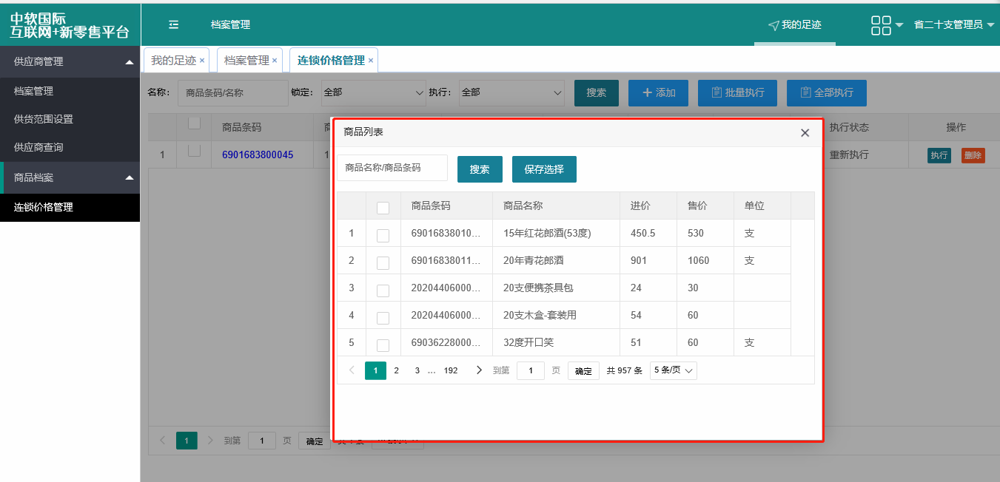 中软国际
互联网+新零售平台
档案管理
我的足迹
省二十支管理员
供应商管理
档案管理
供货范围设置
供应商查询
商品档案
连锁价格管理
我的足迹 ×
档案管理 ×
连锁价格管理 ×
名称: 商品条码/名称 锁定: 全部 执行: 全部 搜索 添加 批量执行 全部执行
商品条码 商 执行状态 操作
1 6901683800045 1 重新执行 执行 删除
商品列表
商品名称/商品条码 搜索 保存选择
商品条码 商品名称 进价 售价 单位
1 69016838010... 15年红花郎酒(53度) 450.5 530 支
2 69016838011... 20年青花郎酒 901 1060 支
3 20204406000... 20支便携茶具包 24 30
4 20204406000... 20支木盒-套装用 54 60
5 69036228000... 32度开口笑 51 60 支
1 2 3 ... 192 到第 1 页 确定 共 957 条 5 条/页
1 到第 1 页 确定